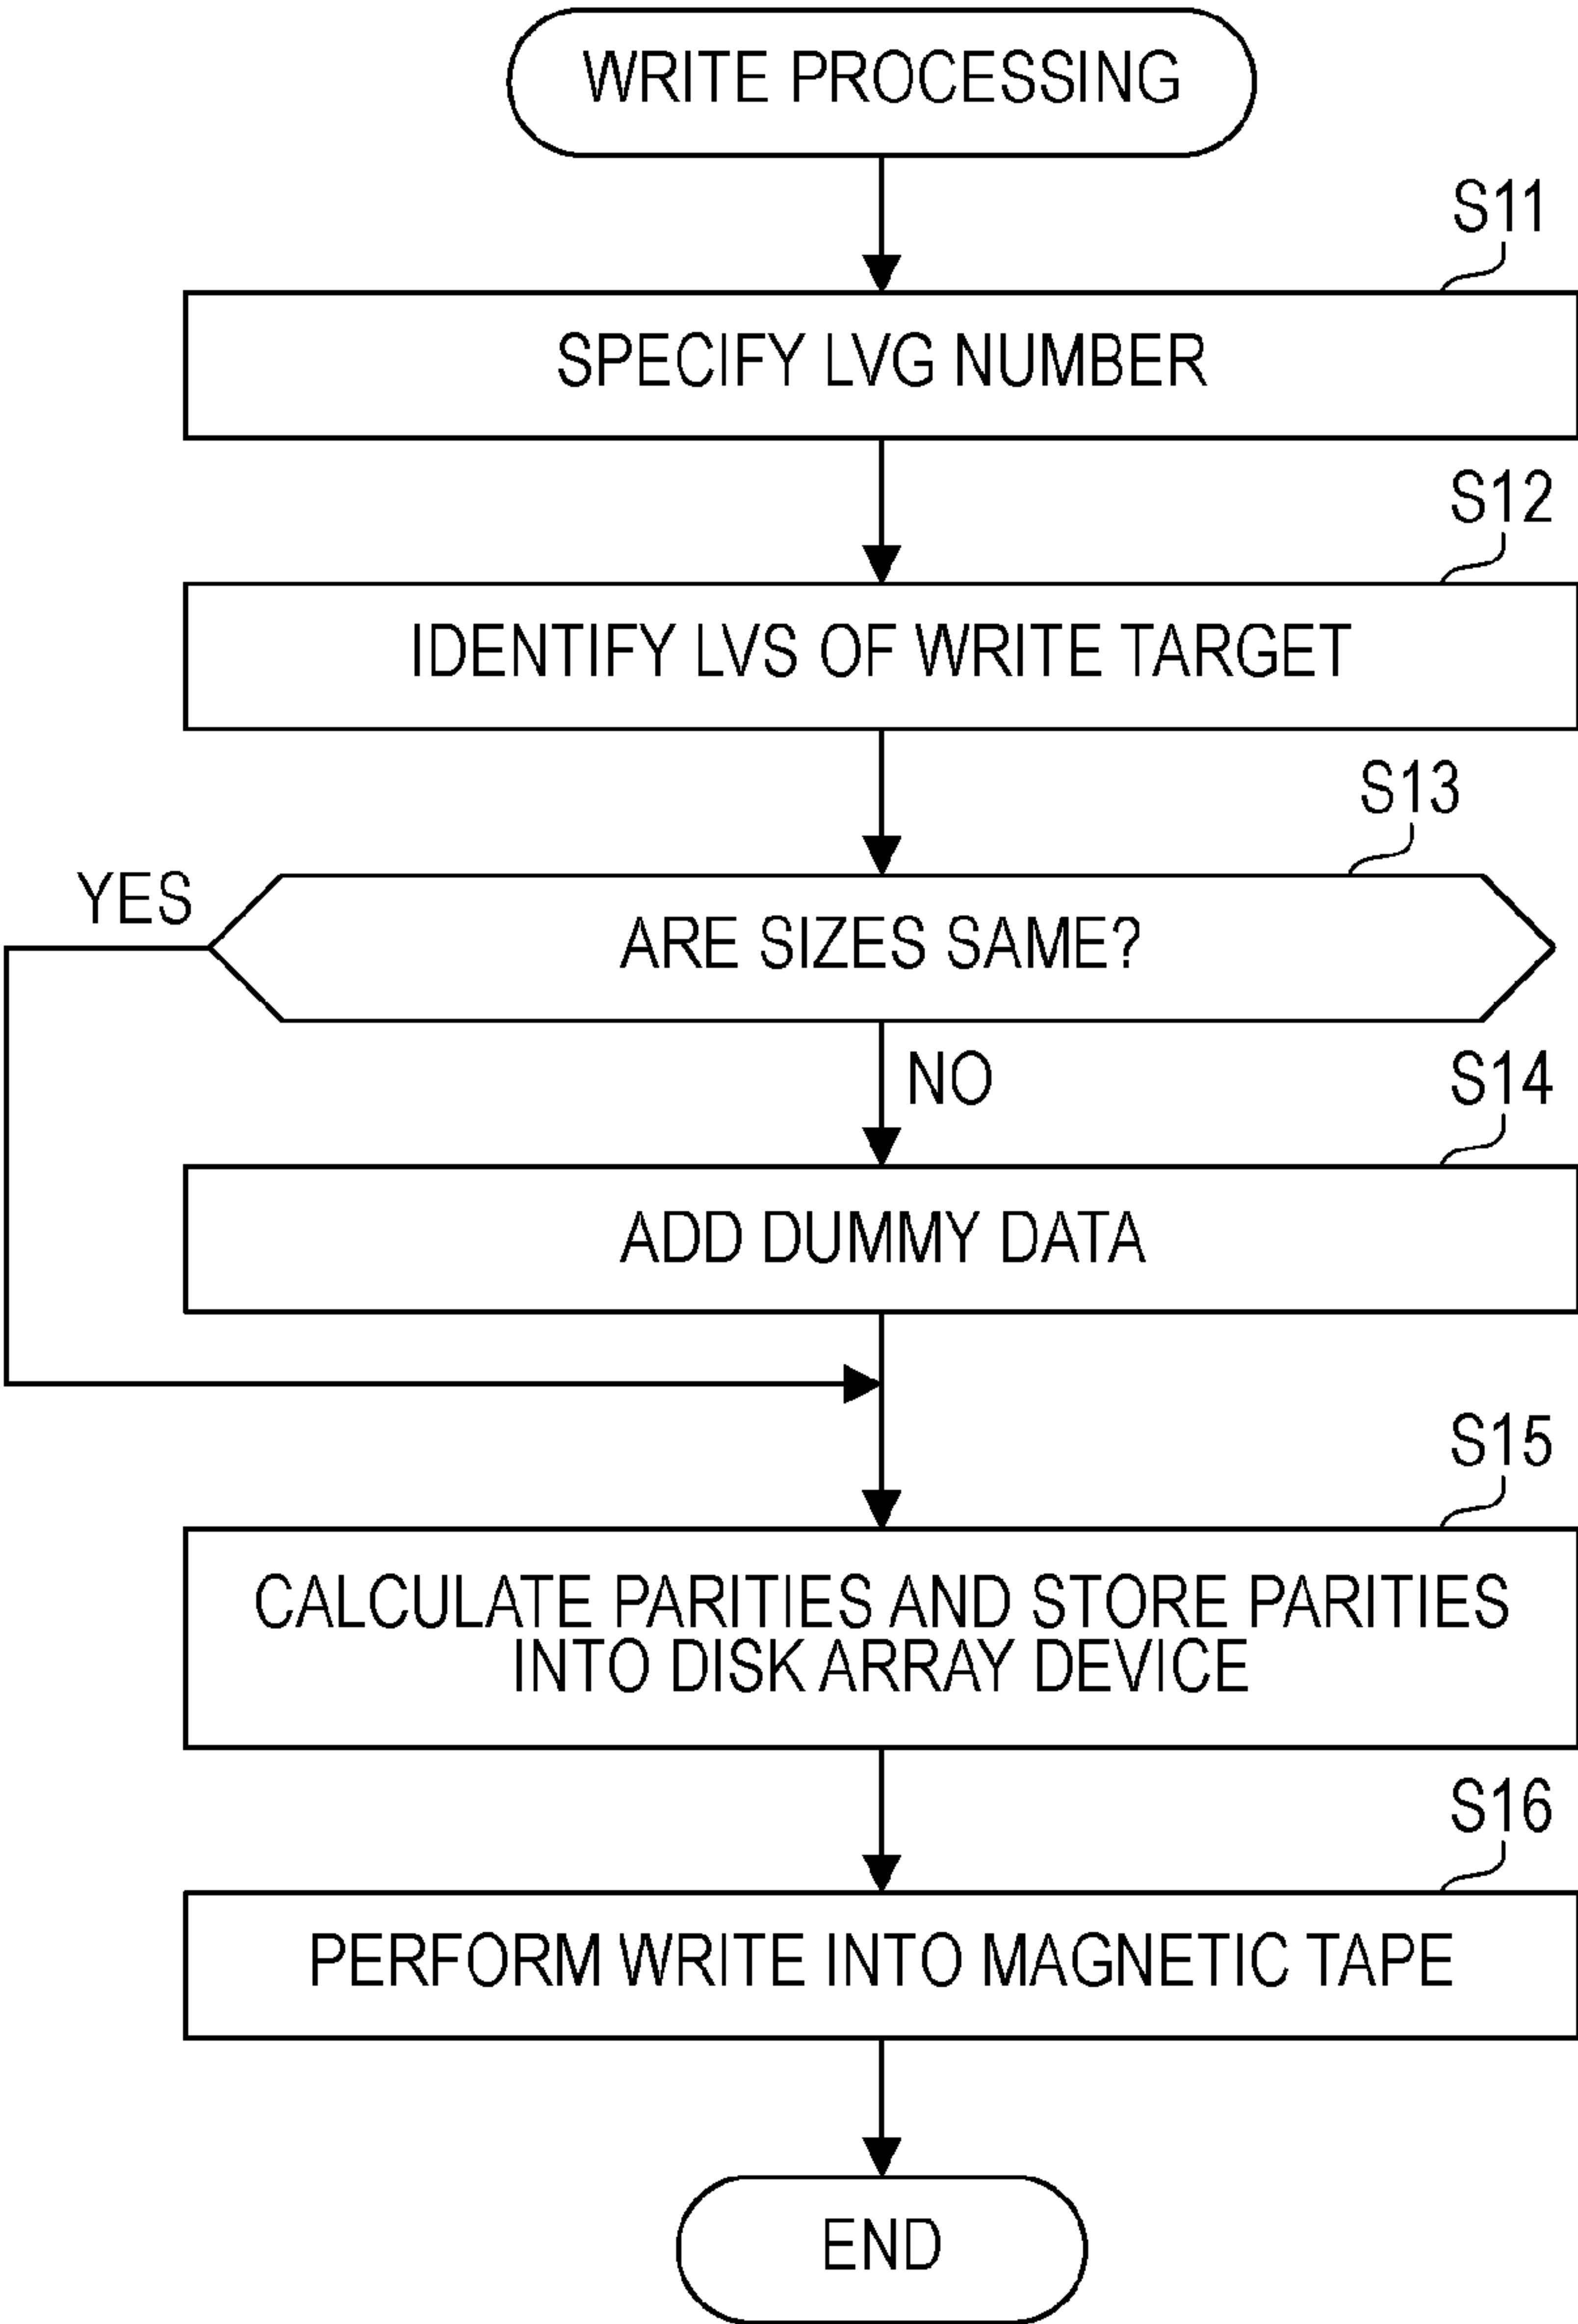 WRITE PROCESSING
S11
SPECIFY LVG NUMBER
S12
IDENTIFY LVS OF WRITE TARGET
S13
YES
ARE SIZES SAME?
NO
S14
ADD DUMMY DATA
S15
CALCULATE PARITIES AND STORE PARITIES
INTO DISK ARRAY DEVICE
S16
PERFORM WRITE INTO MAGNETIC TAPE
END